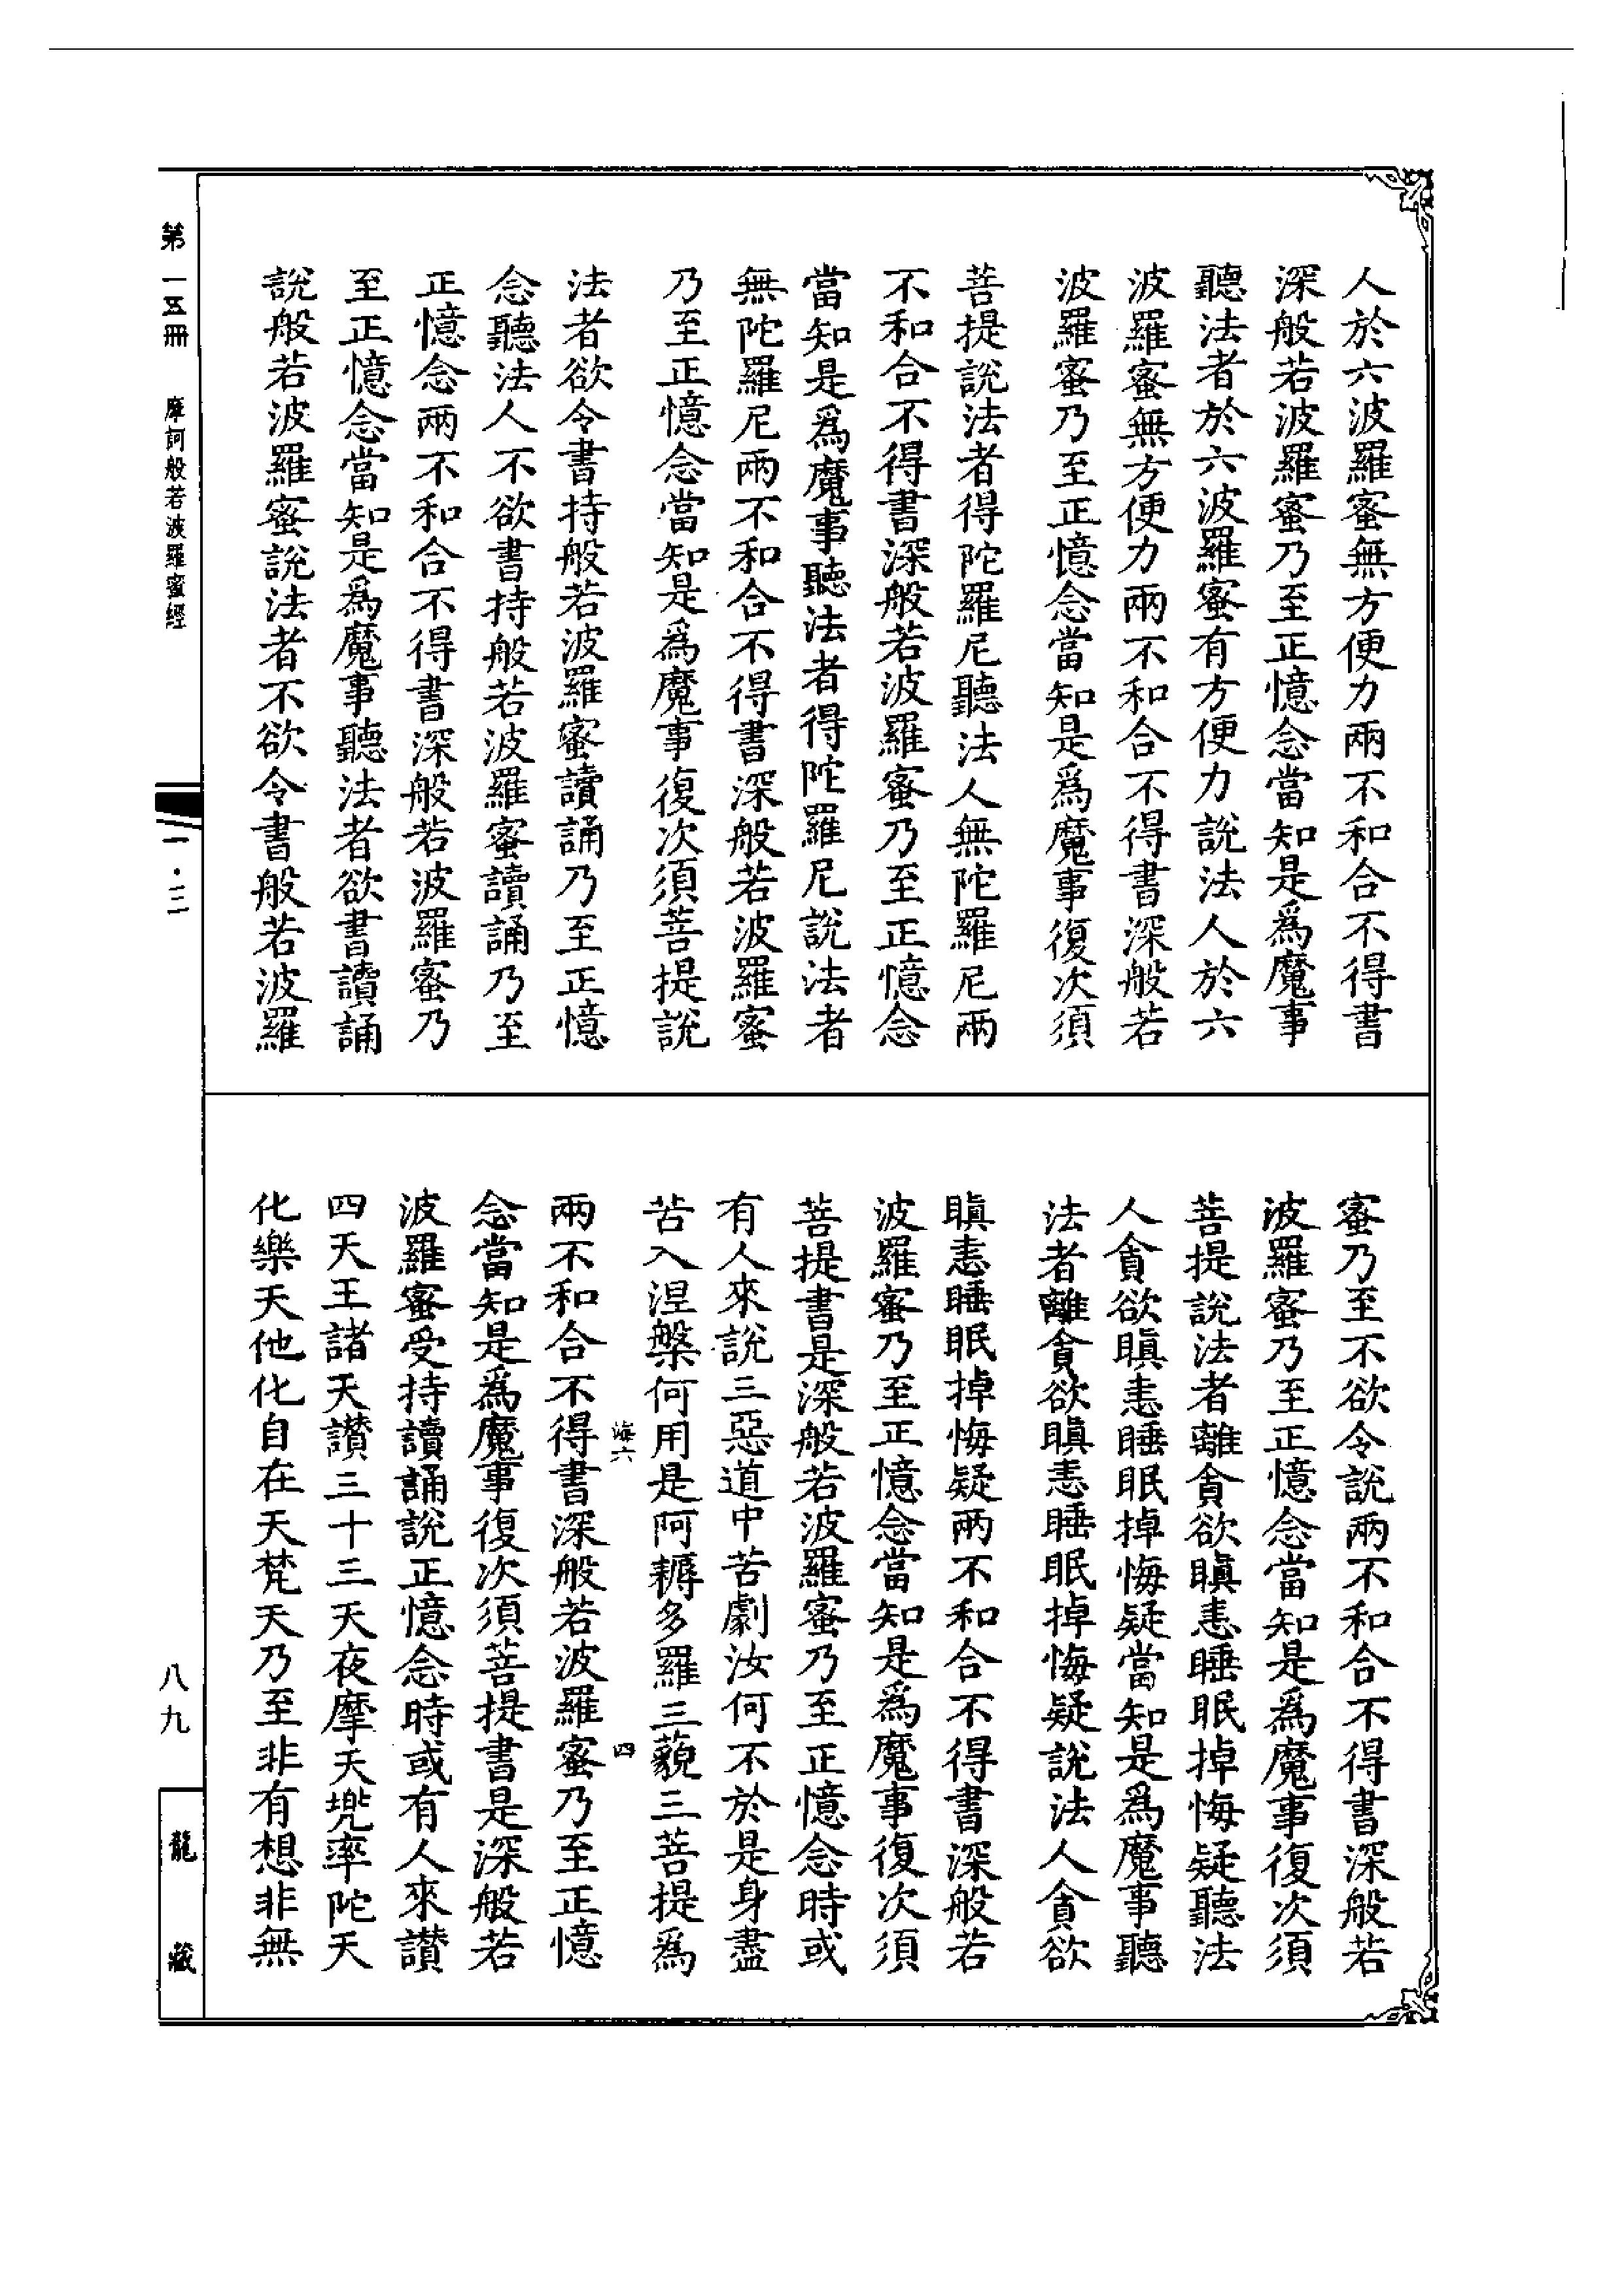 人於六波羅蜜無方便力兩不和合不得書
深般若波羅蜜乃至正憶念當知是為魔事
聽法者於六波羅蜜有方便力說法人於六
波羅蜜無方便力兩不和合不得書深般若
波羅蜜乃至正憶念當知是為魔事復次須
菩提說法者得陀羅尼聽法人無陀羅尼兩
不和合不得書深般若波羅蜜乃至正憶念
當知是為魔事聽法者得陀羅尼說法者
無陀羅尼兩不和合不得書深般若波羅蜜
乃至正憶念當知是為魔事復次須菩提說
法者欲令書持般若波羅蜜讀誦乃至正憶
念聽法人不欲書持般若波羅蜜讀誦乃至
正憶念兩不和合不得書深般若波羅蜜乃
至正憶念當知是為魔事聽法者欲書讀誦
說般若波羅蜜說法者不欲令書般若波羅
蜜乃至不欲令說兩不和合不得書深般若
波羅蜜乃至正憶念當知是為魔事復次須
菩提說法者離貪欲瞋恚睡眠掉悔疑聽法
人貪欲瞋恚睡眠掉悔疑當知是為魔事聽
法者離貪欲瞋恚睡眠掉悔疑說法人貪欲
瞋恚睡眠掉悔疑兩不和合不得書深般若
波羅蜜乃至正憶念當知是為魔事復次須
菩提書是深般若波羅蜜乃至正憶念時或
有人來說三惡道中苦劇汝何不於是身盡
苦入涅槃何用是阿耨多羅三藐三菩提為
海六 四
兩不和合不得書深般若波羅蜜乃至正憶
念當知是為魔事復次須菩提書是深般若
波羅蜜受持讀誦說正憶念時或有人來讃
四天王諸天讃三十三天夜摩天兜率陀天
化樂天他化自在天梵天乃至非有想非無
第一五冊 摩訶般若波羅蜜經
一·三
八九
龍藏